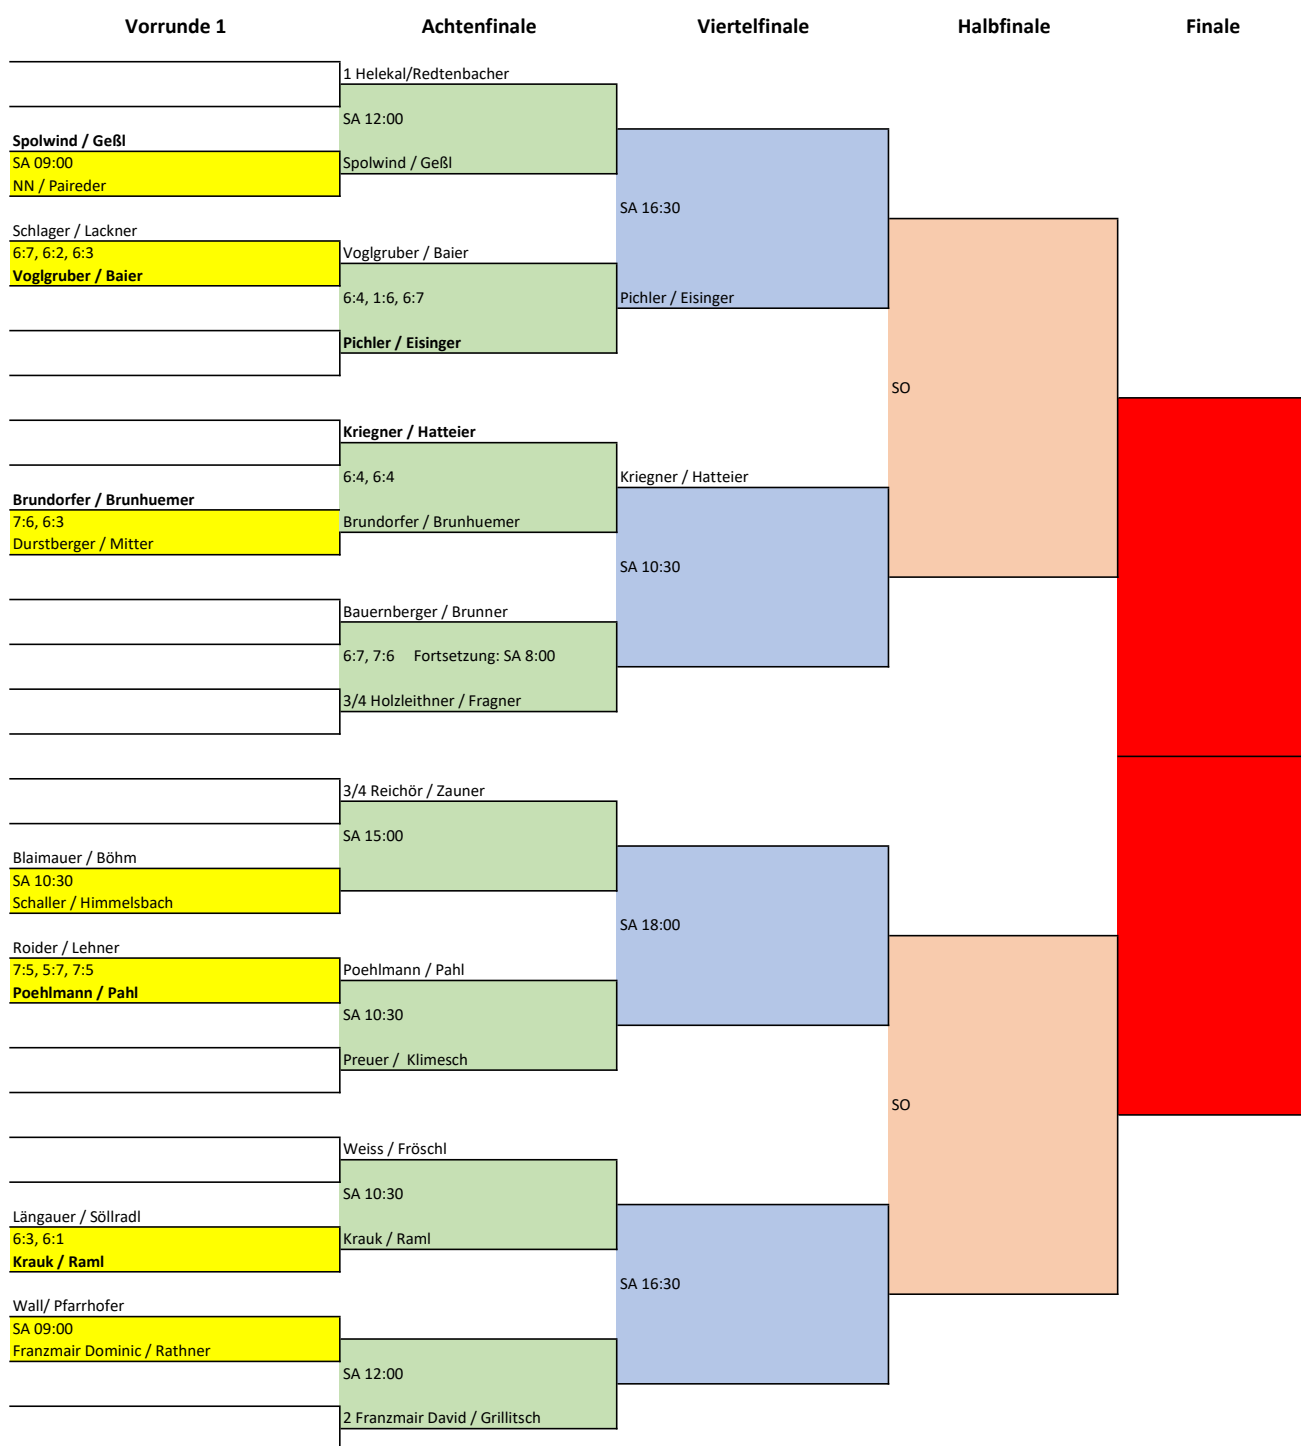 Vorrunde 1 Achtenfinale Viertelfinale Halbfinale Finale
1 Helekal/Redtenbacher
SA 12:00
Spolwind / Geßl
SA 09:00 Spolwind / Geßl
NN / Paireder
SA 16:30
Schlager / Lackner
6:7, 6:2, 6:3 Voglgruber / Baier
Voglgruber / Baier
6:4, 1:6, 6:7 Pichler / Eisinger
Pichler / Eisinger
SO
Kriegner / Hatteier
6:4, 6:4 Kriegner / Hatteier
Brundorfer / Brunhuemer
7:6, 6:3 Brundorfer / Brunhuemer
Durstberger / Mitter
SA 10:30
Bauernberger / Brunner
6:7, 7:6 Fortsetzung: SA 8:00
3/4 Holzleithner / Fragner
3/4 Reichör / Zauner
SA 15:00
Blaimauer / Böhm
SA 10:30
Schaller / Himmelsbach
SA 18:00
Roider / Lehner
7:5, 5:7, 7:5 Poehlmann / Pahl
Poehlmann / Pahl
SA 10:30
Preuer / Klimesch
SO
Weiss / Fröschl
SA 10:30
Längauer / Söllradl
6:3, 6:1 Krauk / Raml
Krauk / Raml
SA 16:30
Wall/ Pfarrhofer
SA 09:00
Franzmair Dominic / Rathner
SA 12:00
2 Franzmair David / Grillitsch